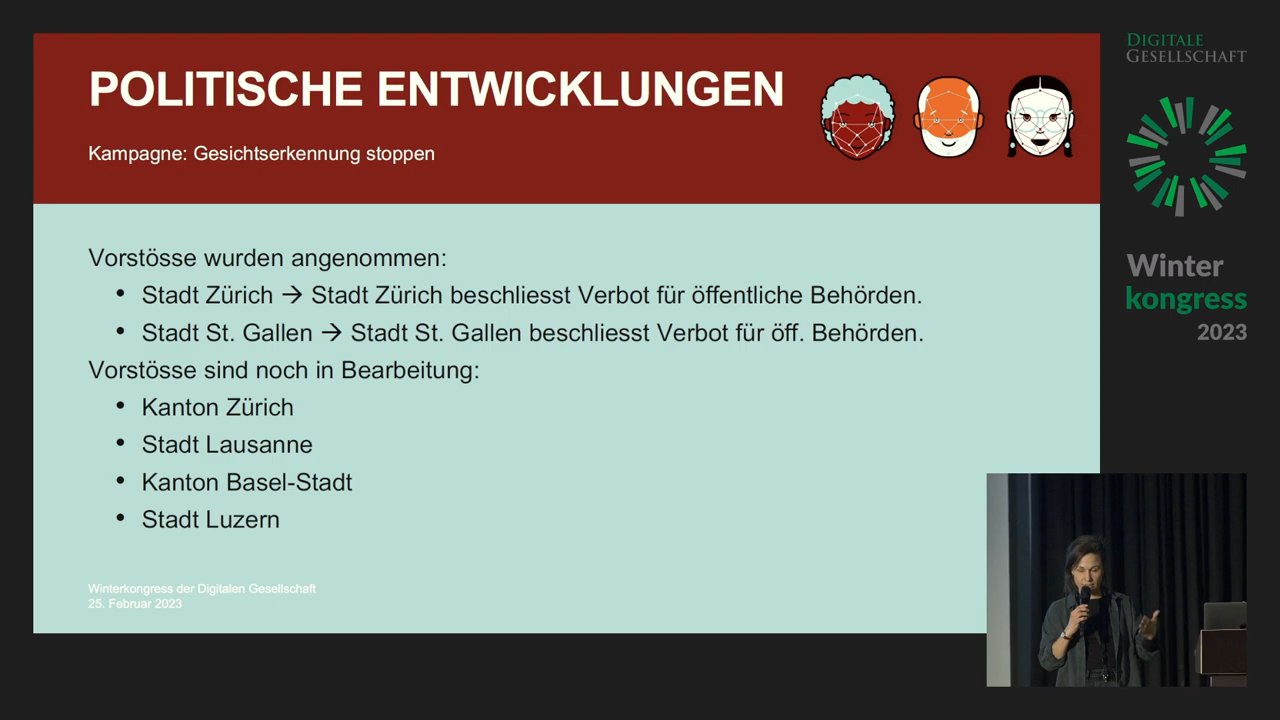 POLITISCHE ENTWICKLUNGEN
Kampagne: Gesichtserkennung stoppen
Vorstösse wurden angenommen:
• Stadt Zürich → Stadt Zürich beschliesst Verbot für öffentliche Behörden.
• Stadt St. Gallen → Stadt St. Gallen beschliesst Verbot für öff. Behörden.
Vorstösse sind noch in Bearbeitung:
• Kanton Zürich
• Stadt Lausanne
• Kanton Basel-Stadt
• Stadt Luzern
Winterkongress der Digitalen Gesellschaft
25. Februar 2023
DIGITALE
GESELLSCHAFT
Winter
kongress
2023